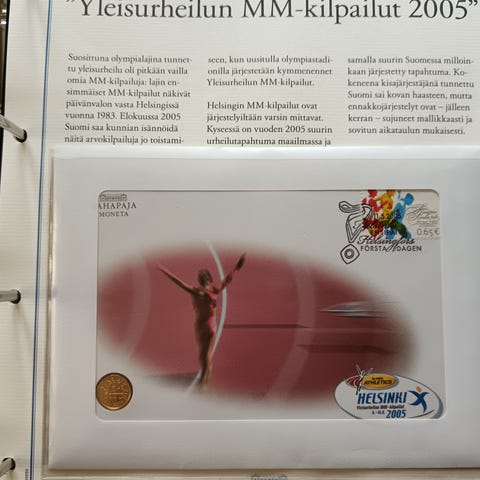 "Yleisurheilun MM-kilpailut 2005"
Suosittuna olympialajina tunnet-
tu yleisurheilu oli pitkään vailla
omia MM-kilpailuja: lajin en-
simmäiset MM-kilpailut näkivät
päivänvalon vasta Helsingissä
vuonna 1983. Elokuussa 2005
Suomi saa kunnian isännöidä
näitä arvokilpailuja jo toistami-
seen, kun uusitulla olympiastadi-
onilla järjestetään kymmenennet
Yleisurheilun MM-kilpailut.
Helsingin MM-kilpailut ovat
järjestelyiltään varsin mittavat.
Kyseessä on vuoden 2005 suurin
urheilutapahtuma maailmassa ja
samalla suurin Suomessa milloin-
kaan järjestetty tapahtuma. Ko-
keneena kisajärjestäjänä tunnettu
Suomi sai kovan haasteen, mutta
ennakkojärjestelyt ovat – jälleen
kerran – sujuneet mallikkaasti ja
sovitun aikataulun mukaisesti.
AHAPAJA
MONETA
0,65 €
Helsingfors
FÖRSTA DAGEN
ATHLETICS
HELSINKI
Yleisurheilun MM-kilpailut
2005